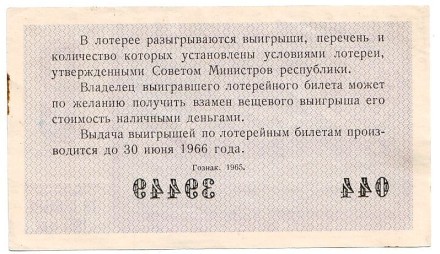 В лотерее разыгрываются выигрыши, перечень и
количество которых установлены условиями лотереи,
утвержденными Советом Министров республики.
Владелец выигравшего лотерейного билета может
по желанию получить взамен вещевого выигрыша его
стоимость наличными деньгами.
Выдача выигрышей по лотерейным билетам произ-
водится до 30 июня 1966 года.
Гознак. 1965.
39449 044